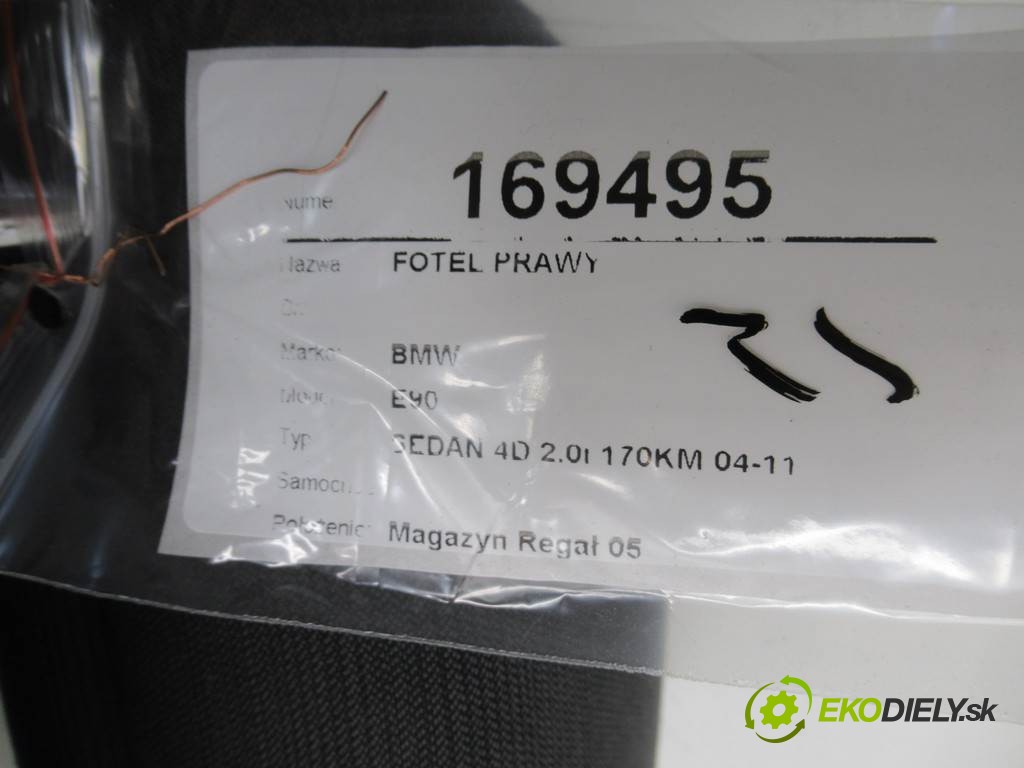 169495
Nazwa FOTEL PRAWY
Marka: BMW
Model E90
Typ SEDAN 4D 2.0i 170KM 04-11
Magazyn Regał 05
EKODIELY.sk